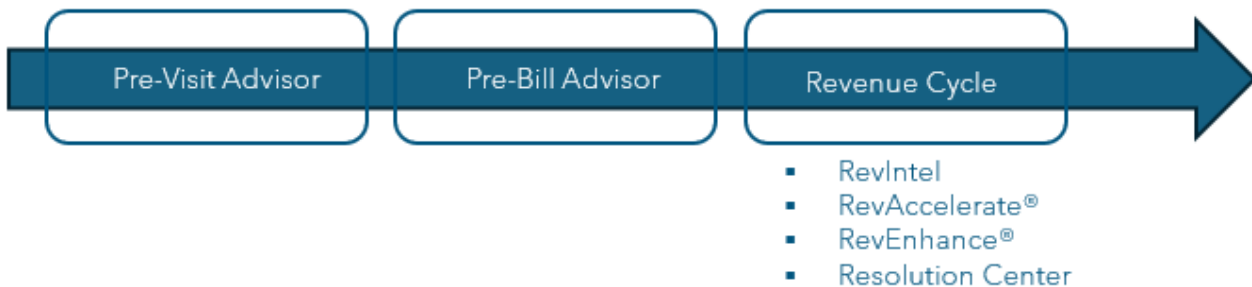 Pre-Visit Advisor
Pre-Bill Advisor
Revenue Cycle
▪ RevIntel
▪ RevAccelerate®
▪ RevEnhance®
▪ Resolution Center